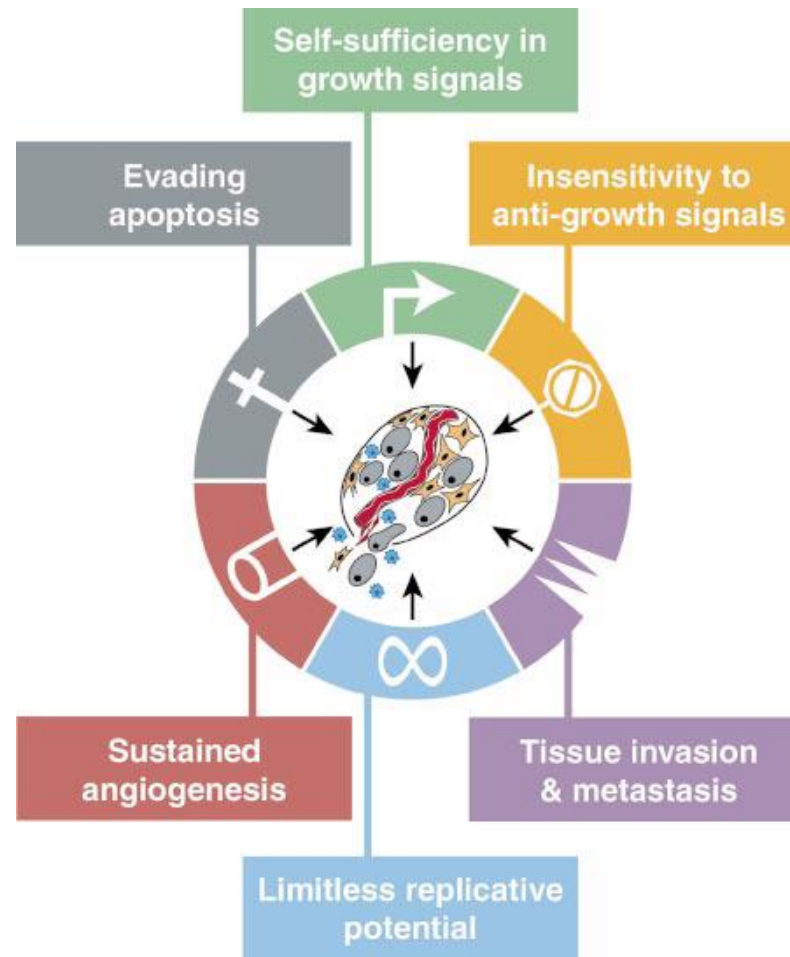 Self-sufficiency in
growth signals
Evading
apoptosis
Insensitivity to
anti-growth signals
Sustained
angiogenesis
Tissue invasion
& metastasis
Limitless replicative
potential